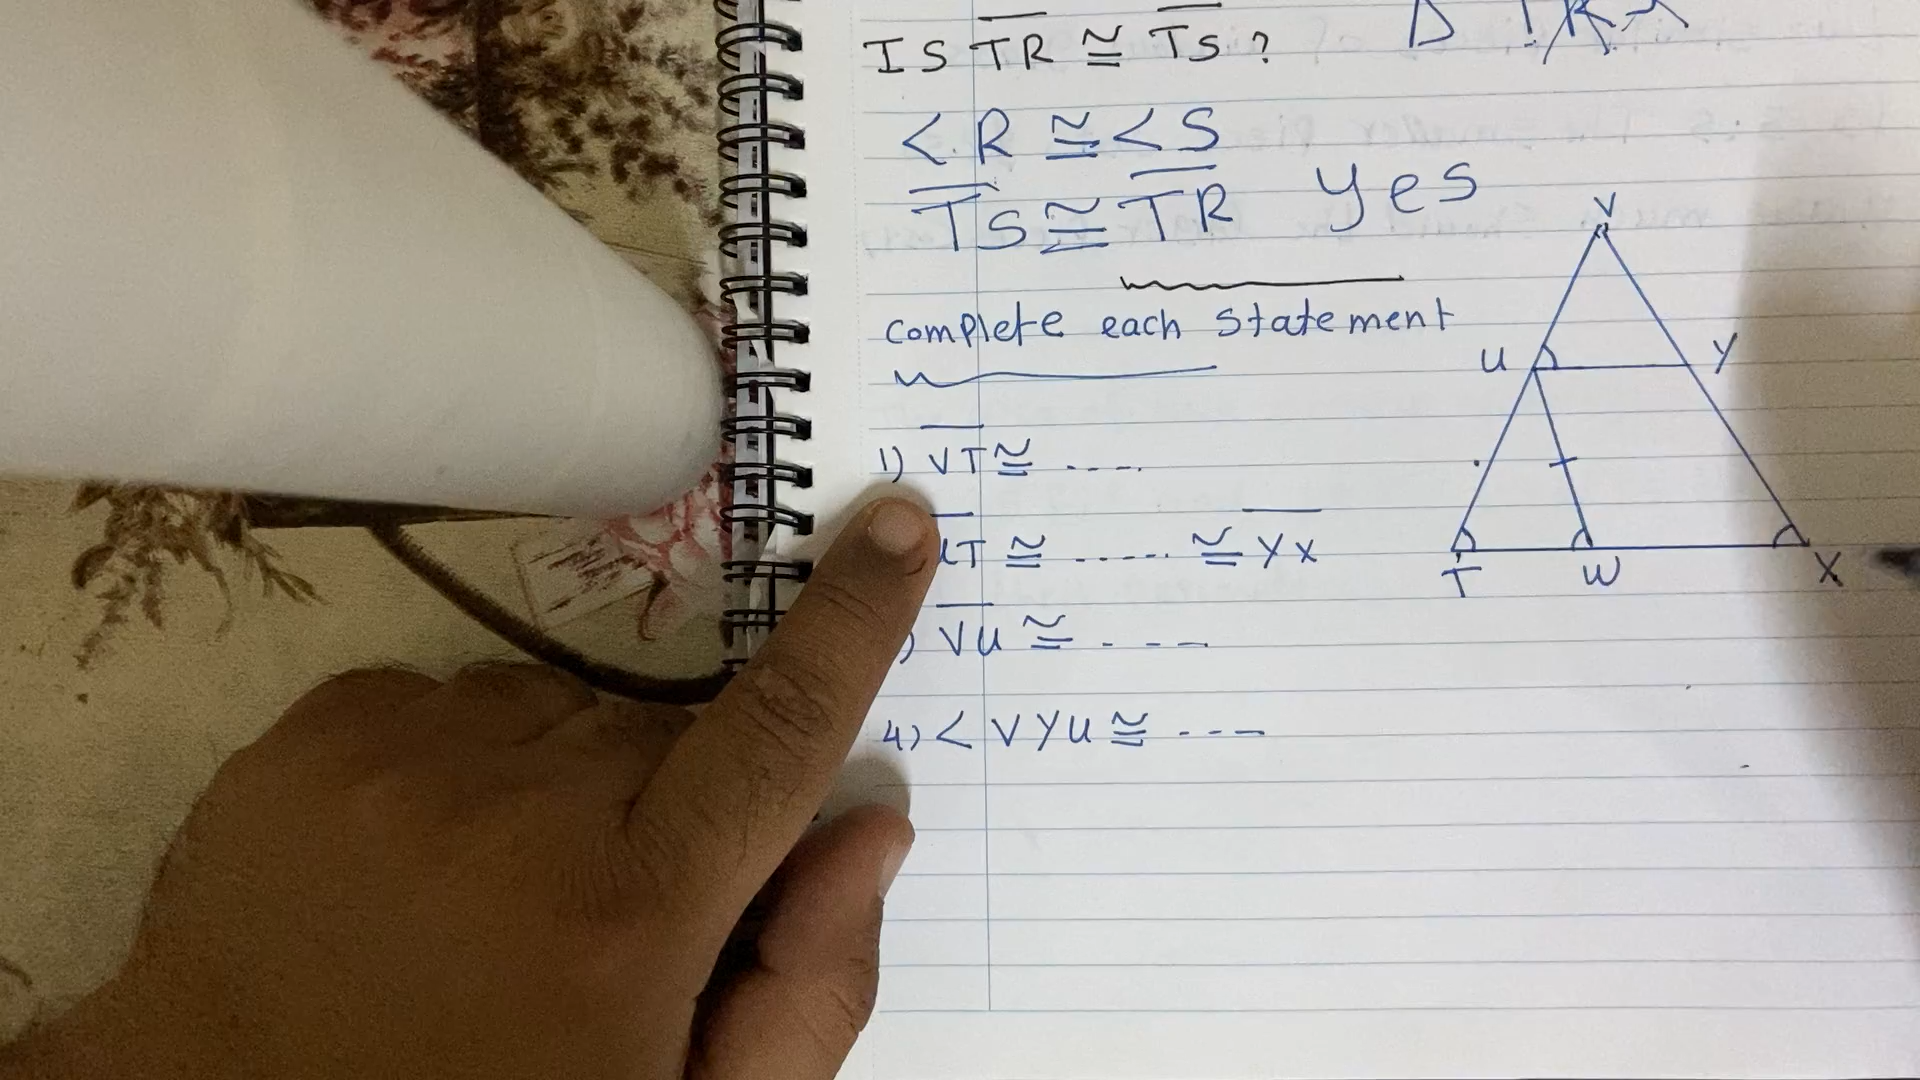 IS TR ≅ TS ?
< R ≅ < S
TS ≅ TR yes
complete each statement
1) VT ≅ ----
UT ≅ ----- ≅ YX
) VU ≅ ----
4) < VYU ≅ ---
V
U
Y
T
W
X